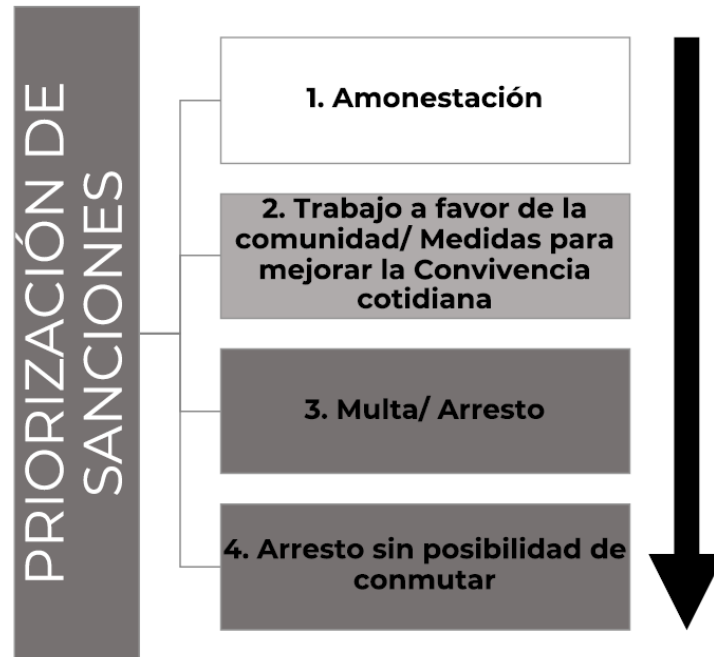 PRIORIZACIÓN DE
SANCIONES
1. Amonestación
2. Trabajo a favor de la
comunidad/ Medidas para
mejorar la Convivencia
cotidiana
3. Multa/ Arresto
4. Arresto sin posibilidad de
conmutar